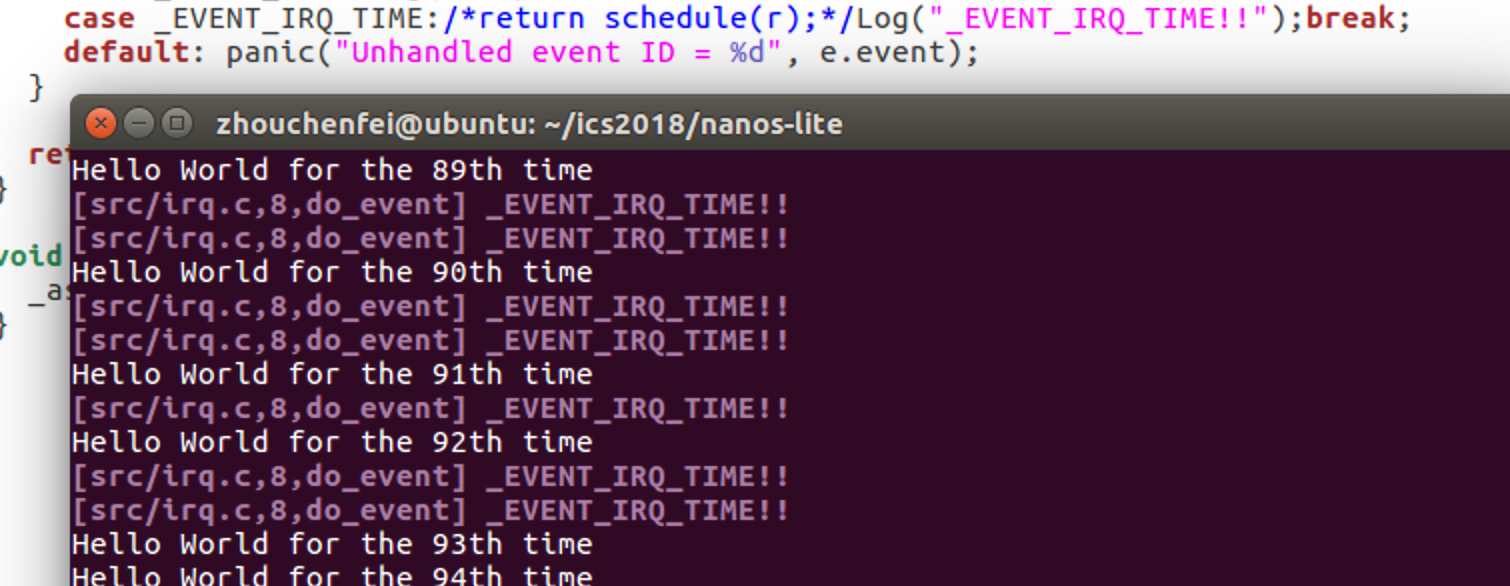 case _EVENT_IRQ_TIME:/*return schedule(r);*/Log("_EVENT_IRQ_TIME!!");break;
default: panic("Unhandled event ID = %d", e.event);
}
zhouchenfei@ubuntu: ~/ics2018/nanos-lite
ret
}
void
_as
}
Hello World for the 89th time
[src/irq.c,8,do_event] _EVENT_IRQ_TIME!!
[src/irq.c,8,do_event] _EVENT_IRQ_TIME!!
Hello World for the 90th time
[src/irq.c,8,do_event] _EVENT_IRQ_TIME!!
[src/irq.c,8,do_event] _EVENT_IRQ_TIME!!
Hello World for the 91th time
[src/irq.c,8,do_event] _EVENT_IRQ_TIME!!
Hello World for the 92th time
[src/irq.c,8,do_event] _EVENT_IRQ_TIME!!
[src/irq.c,8,do_event] _EVENT_IRQ_TIME!!
Hello World for the 93th time
Hello World for the 94th time